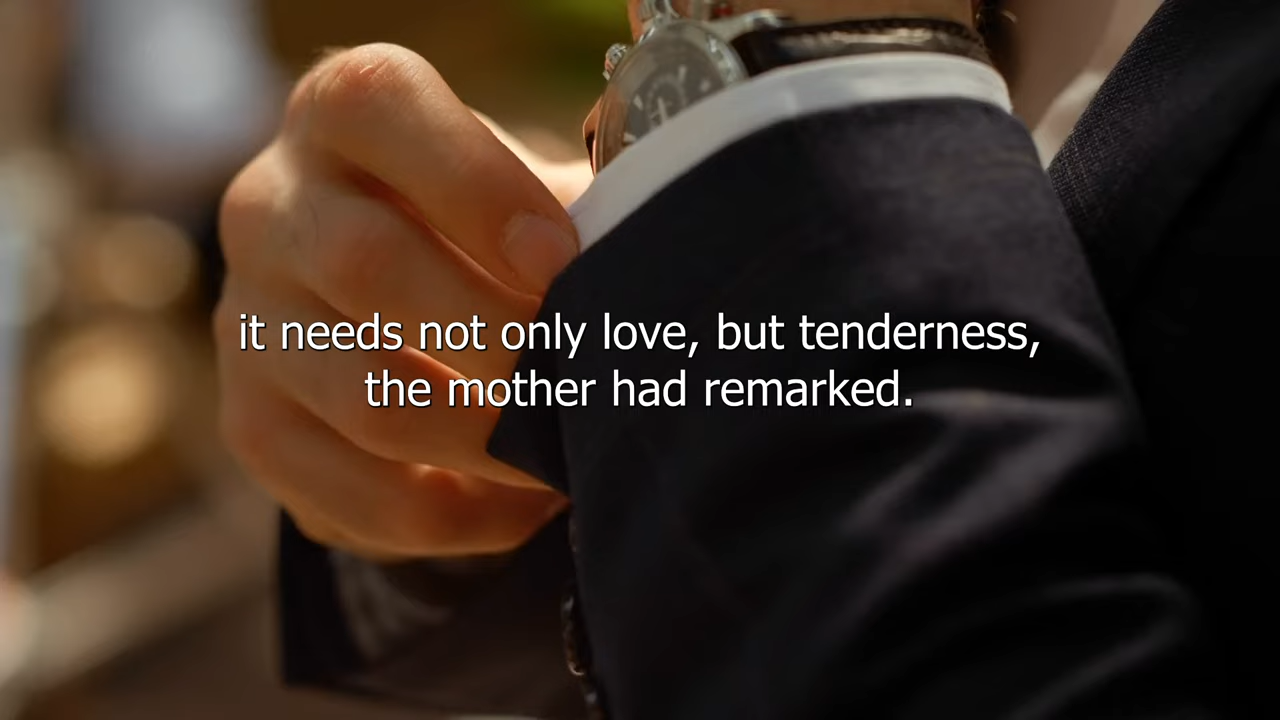 it needs not only love, but tenderness,
the mother had remarked.